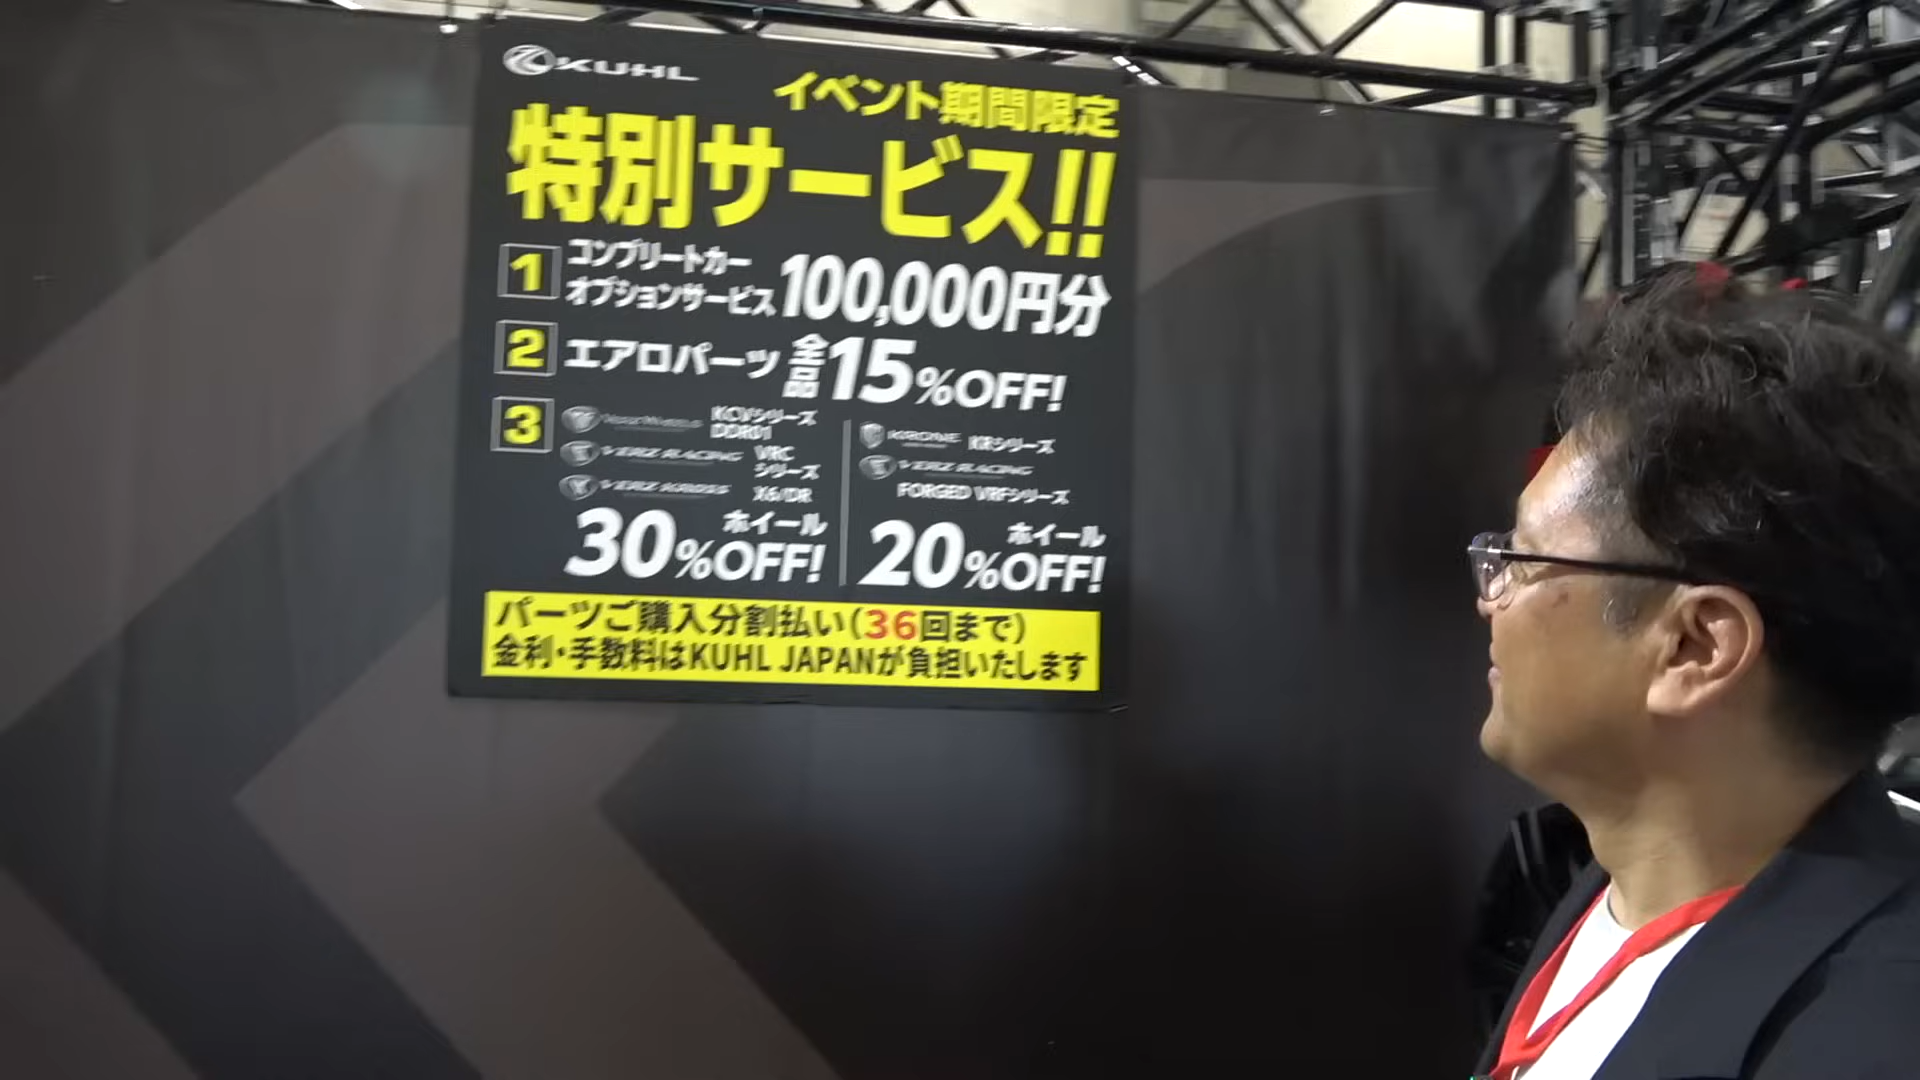 KUHL
イベント期間限定
特別サービス!!
1 コンプリートカー
オプションサービス 100,000円分
2 エアロパーツ 全品 15%OFF!
3
KCVシリーズ
DDR01
VERZ RACING VRC
シリーズ
X6/DR
ホイール
30%OFF!
KRONE KRシリーズ
VERZ RACING
FORGED VRFシリーズ
ホイール
20%OFF!
パーツご購入分割払い(36回まで)
金利・手数料はKUHL JAPANが負担いたします